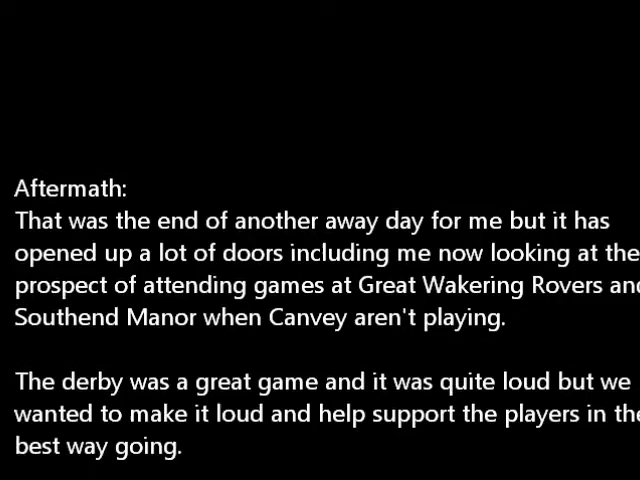 Aftermath:
That was the end of another away day for me but it has
opened up a lot of doors including me now looking at the
prospect of attending games at Great Wakering Rovers and
Southend Manor when Canvey aren't playing.
The derby was a great game and it was quite loud but we
wanted to make it loud and help support the players in the
best way going.